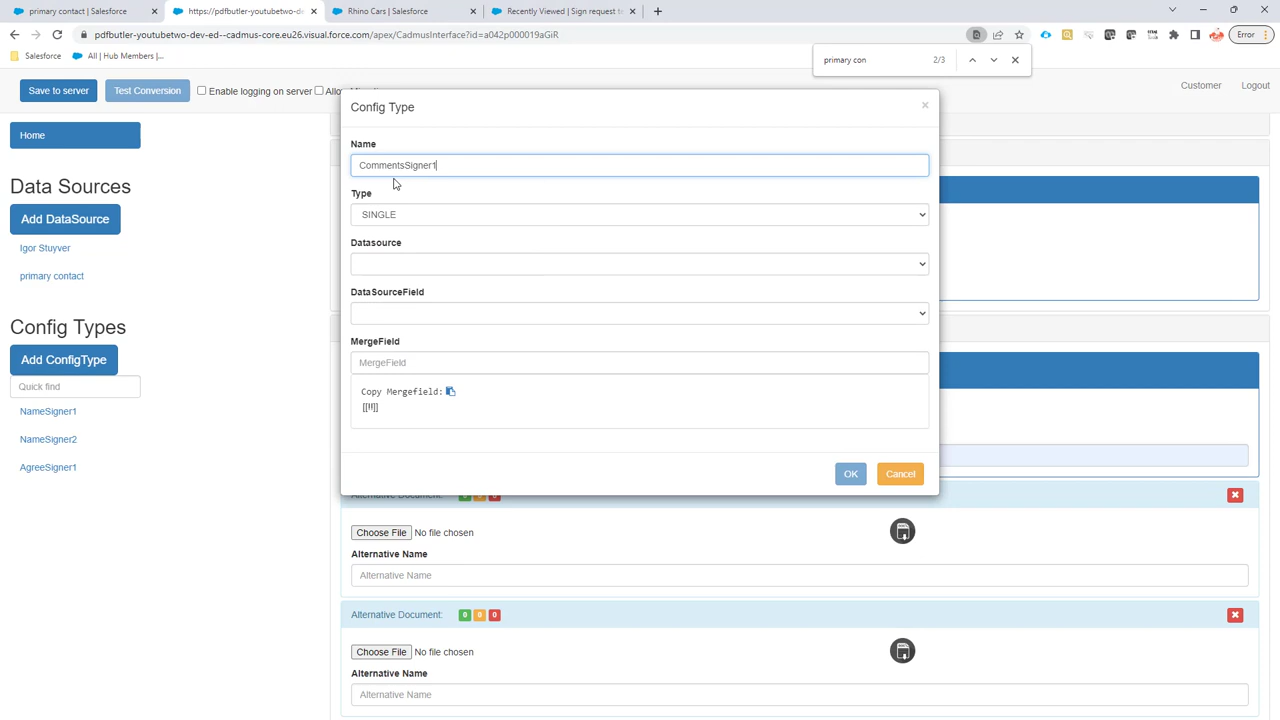 primary contact | Salesforce
https://pdfbutler-youtubetwo-de
Rhino Cars | Salesforce
Recently Viewed | Sign request te
pdfbutler-youtubetwo-dev-ed--cadmus-core.eu26.visual.force.com/apex/CadmusInterface?id=a042p000019aGiR
Error
Salesforce
All | Hub Members |...
primary con
2/3
Save to server
Test Conversion
Enable logging on server
Customer
Logout
Home
Data Sources
Add DataSource
Igor Stuyver
primary contact
Config Types
Add ConfigType
Quick find
NameSigner1
NameSigner2
AgreeSigner1
Config Type
×
Name
CommentsSigner1
Type
SINGLE
Datasource
DataSourceField
MergeField
MergeField
Copy Mergefield:
[[!!]]
OK
Cancel
Choose File No file chosen
Alternative Name
Alternative Name
Alternative Document: 0 0 0
Choose File No file chosen
Alternative Name
Alternative Name